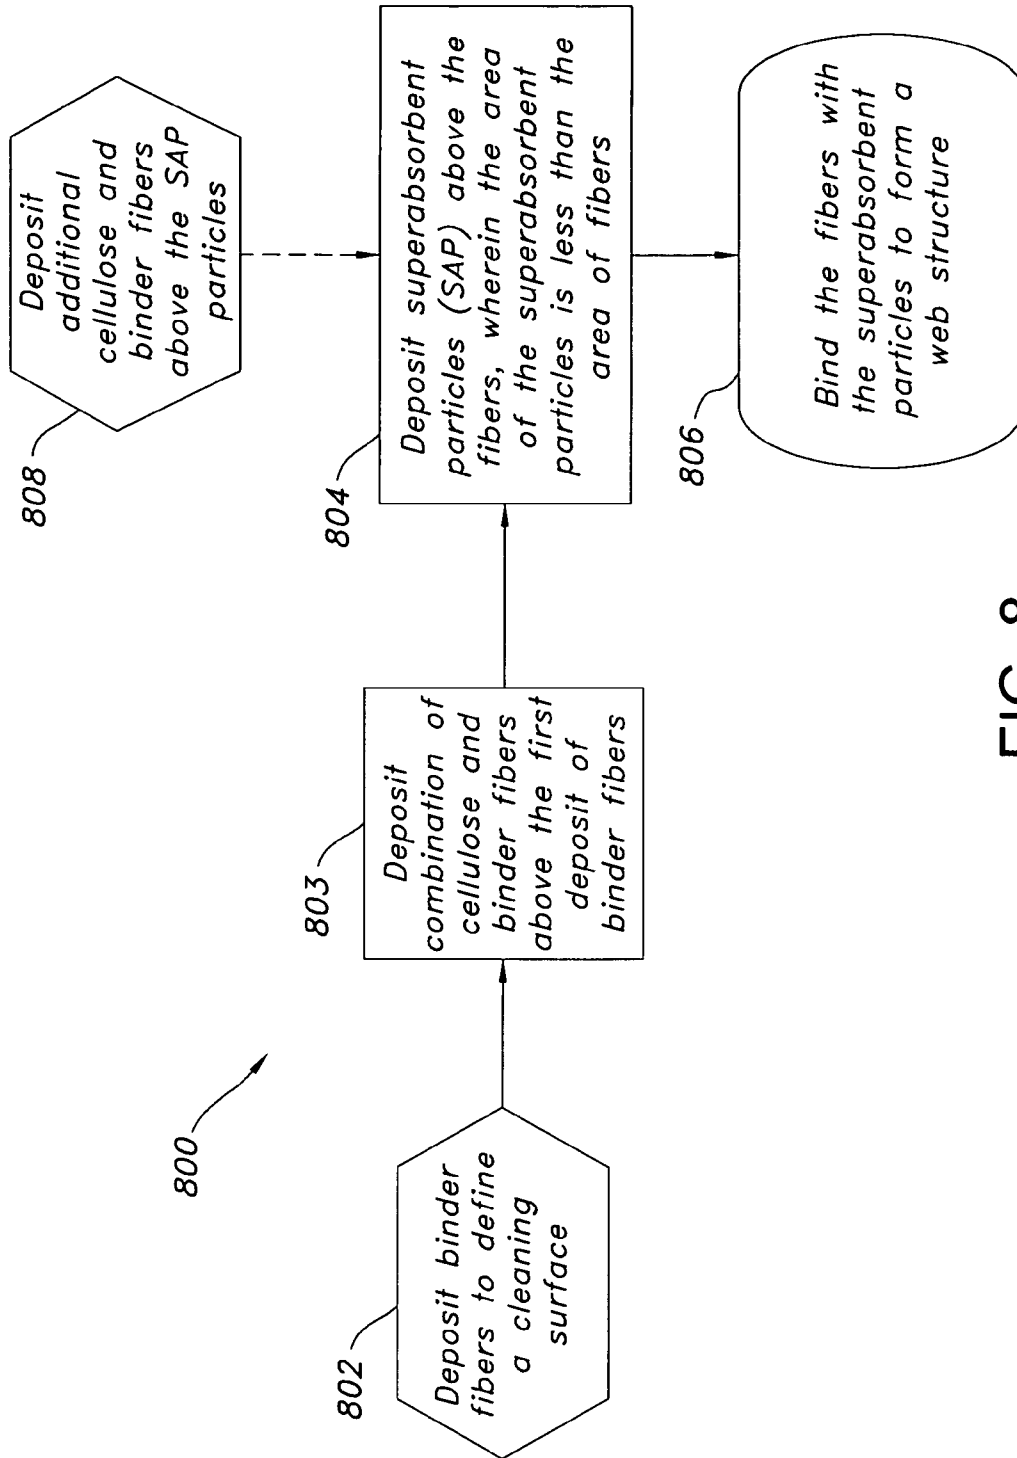 800
802
Deposit binder
fibers to define
a cleaning
surface
803
Deposit
combination of
cellulose and
binder fibers
above the first
deposit of
binder fibers
804
Deposit superabsorbent
particles (SAP) above the
fibers, wherein the area
of the superabsorbent
particles is less than the
area of fibers
808
Deposit
additional
cellulose and
binder fibers
above the SAP
particles
806
Bind the fibers with
the superabsorbent
particles to form a
web structure
FIG. 8